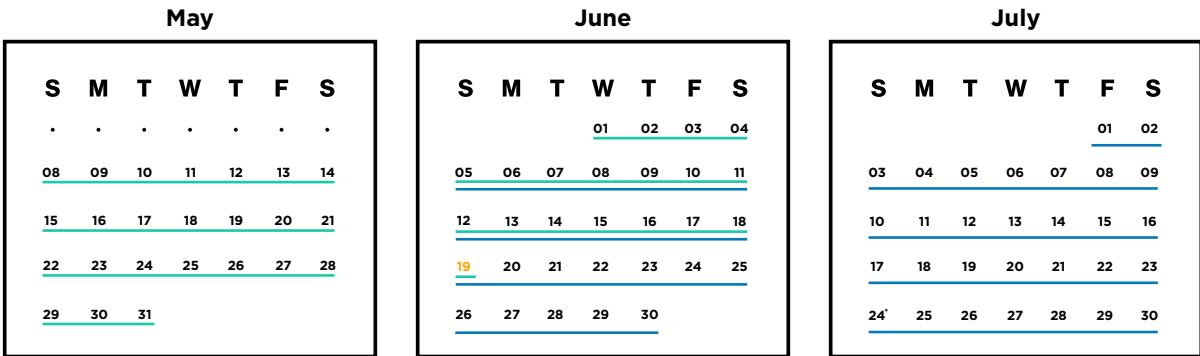 May
S M T W T F S
. . . . . . .
08 09 10 11 12 13 14
15 16 17 18 19 20 21
22 23 24 25 26 27 28
29 30 31
June
S M T W T F S
01 02 03 04
05 06 07 08 09 10 11
12 13 14 15 16 17 18
19 20 21 22 23 24 25
26 27 28 29 30
July
S M T W T F S
01 02
03 04 05 06 07 08 09
10 11 12 13 14 15 16
17 18 19 20 21 22 23
24* 25 26 27 28 29 30